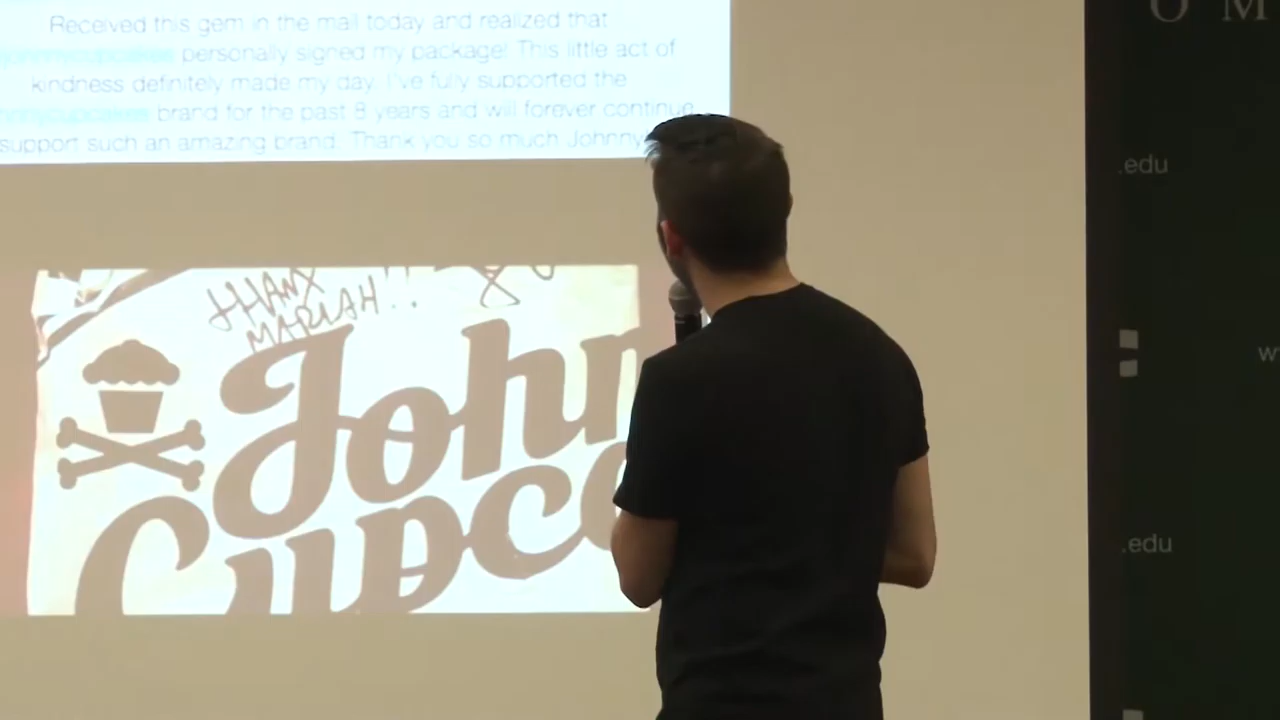 Received this gem in the mail today and realized that
personally signed my package! This little act of
kindness definitely made my day. I've fully supported the
brand for the past 8 years and will forever continue
support such an amazing brand. Thank you so much Johnny
THANX
MARIAH!!
John
Cupca
O M
.edu
w
.edu